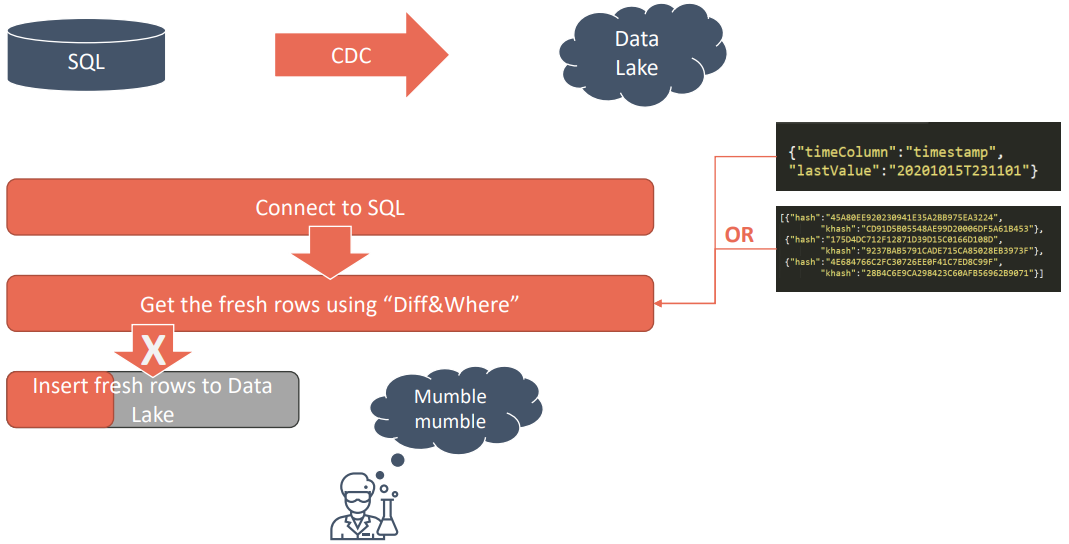 SQL
CDC
Data
Lake
{"timeColumn":"timestamp",
"lastValue":"20201015T231101"}
Connect to SQL
[{"hash":"45A80EE920230941E35A2BB975EA3224",
"khash":"CD91D5B05548AE99D20006DF5A61B453"},
{"hash":"175D4DC712F12871D39D15C0166D108D",
"khash":"9237BAB5791CADE715CA85028EB3973F"},
{"hash":"4E684766C2FC30726EE0F41C7ED8C99F",
"khash":"28B4C6E9CA298423C60AFB56962B9071"}]
OR
Get the fresh rows using “Diff&Where”
X
Insert fresh rows to Data
Lake
Mumble
mumble